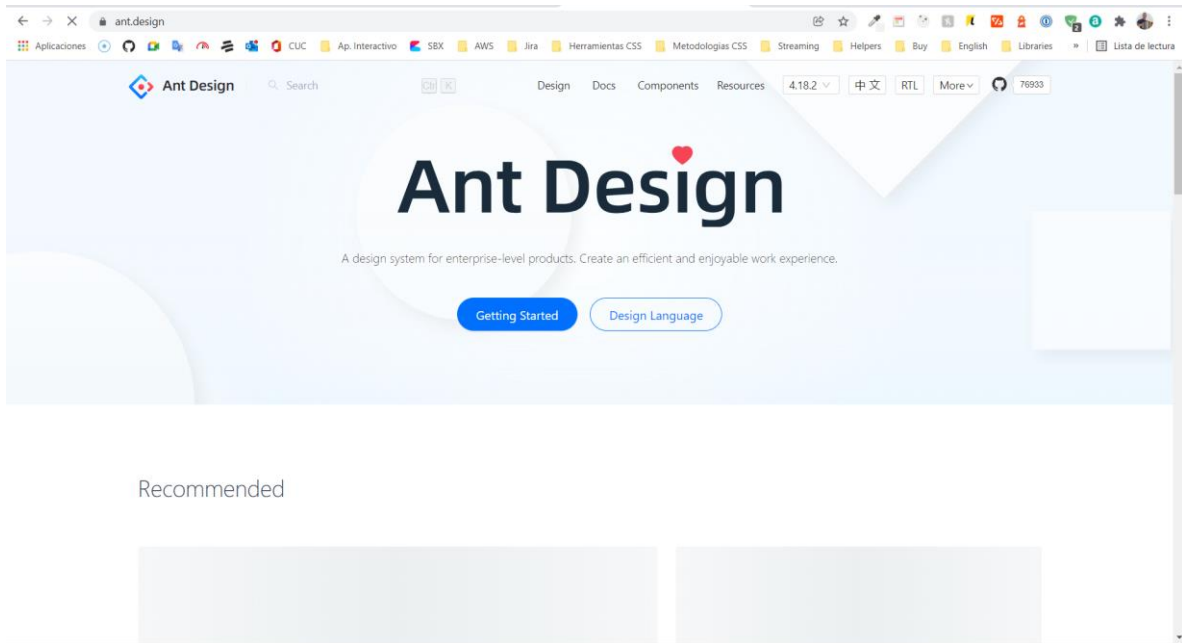 ant.design
Aplicaciones CUC Ap. Interactivo SBX AWS Jira Herramientas CSS Metodologias CSS Streaming Helpers Buy English Libraries » Lista de lectura
Ant Design Search Ctrl K Design Docs Components Resources 4.18.2 中文 RTL More 76933
Ant Design
A design system for enterprise-level products. Create an efficient and enjoyable work experience.
Getting Started Design Language
Recommended